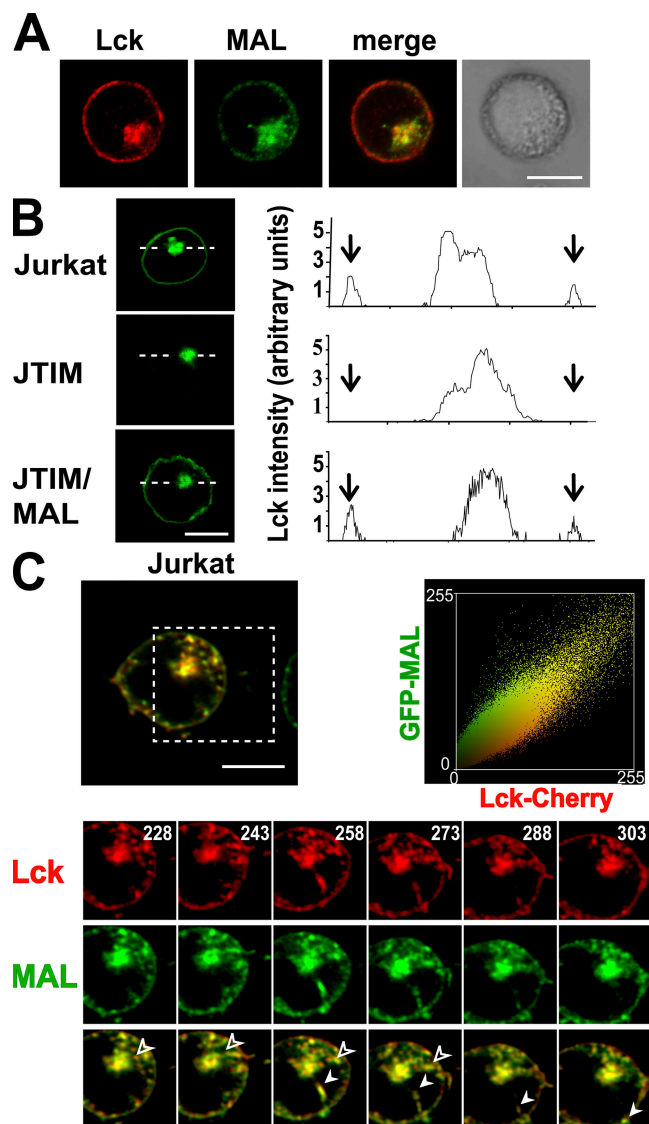 A
Lck MAL merge
B
Jurkat
JTIM
JTIM/
MAL
Lck intensity (arbitrary units)
5
3
1
5
3
1
5
3
1
C
Jurkat
GFP-MAL
255
0
0 255
Lck-Cherry
228 243 258 273 288 303
Lck
MAL